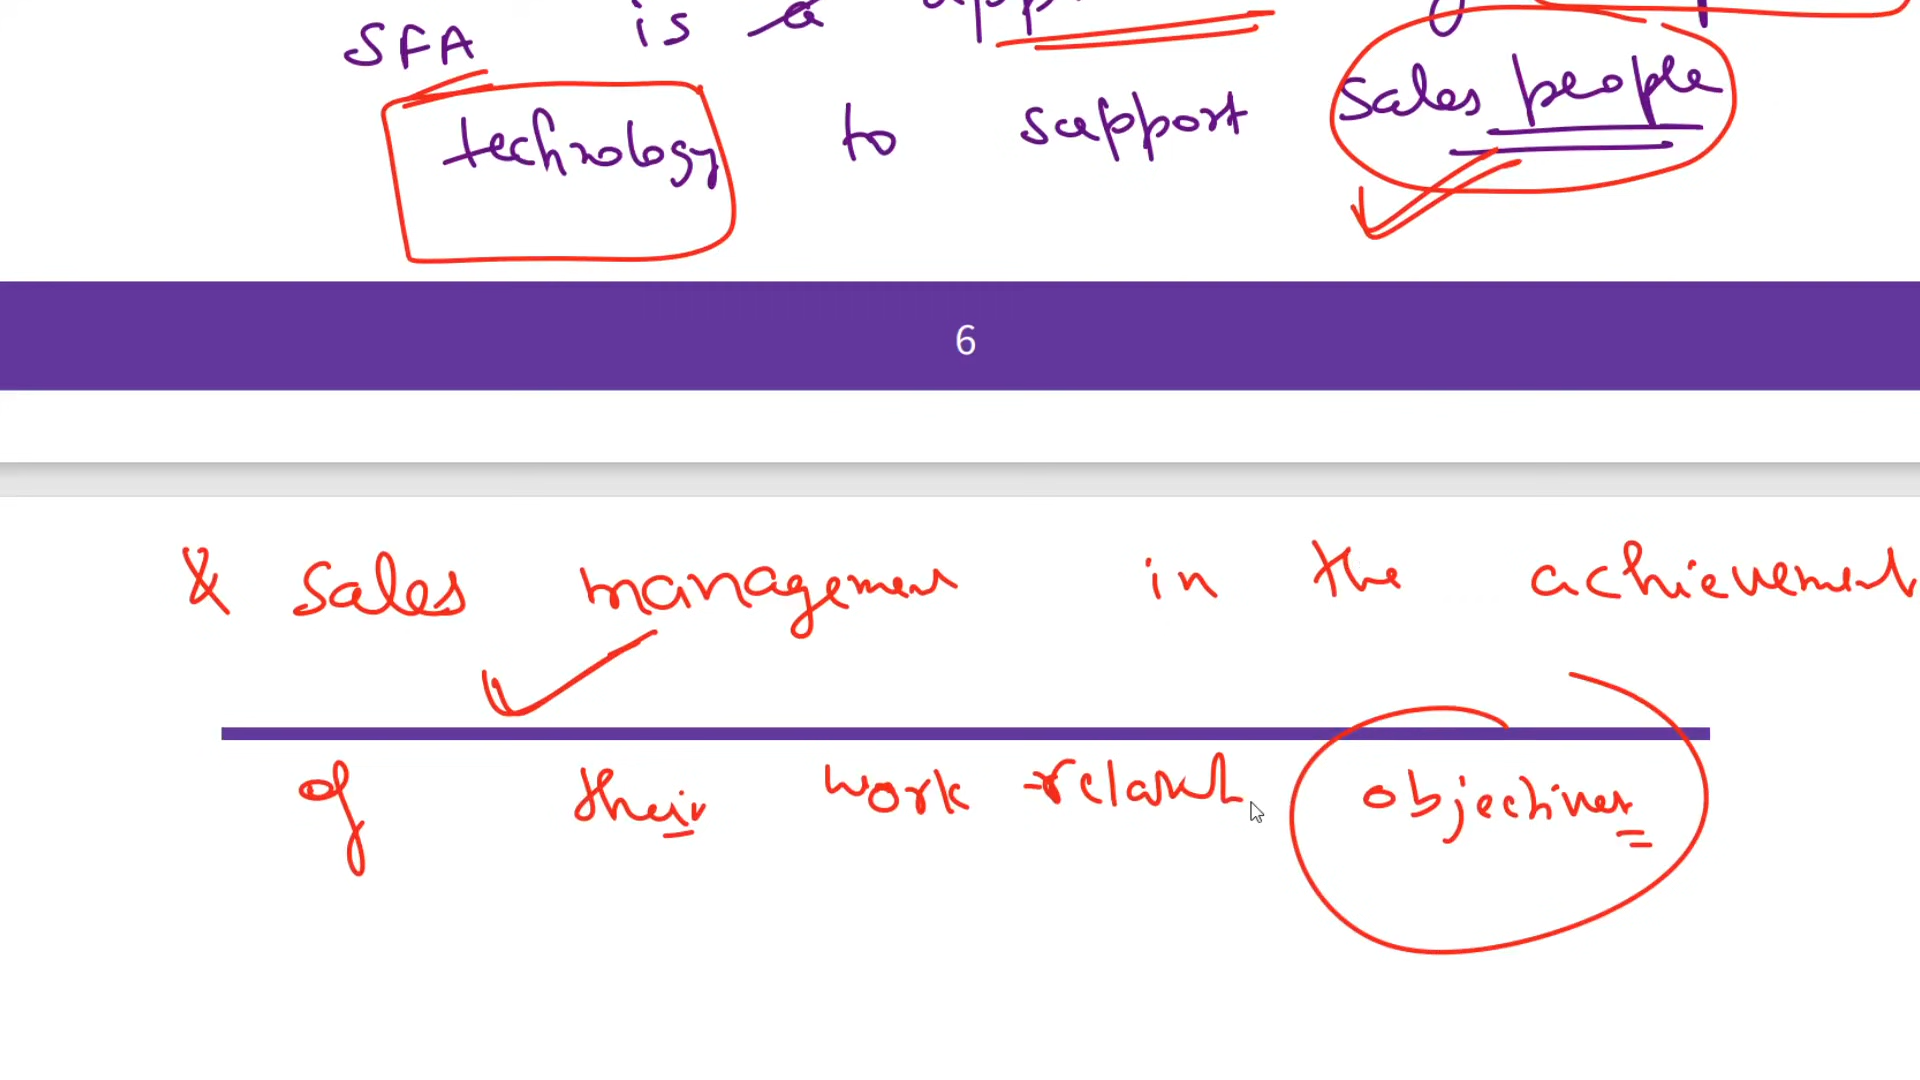 SFA is a
technology to support sales people
6
& sales management in the achievement
of their work-related objectives